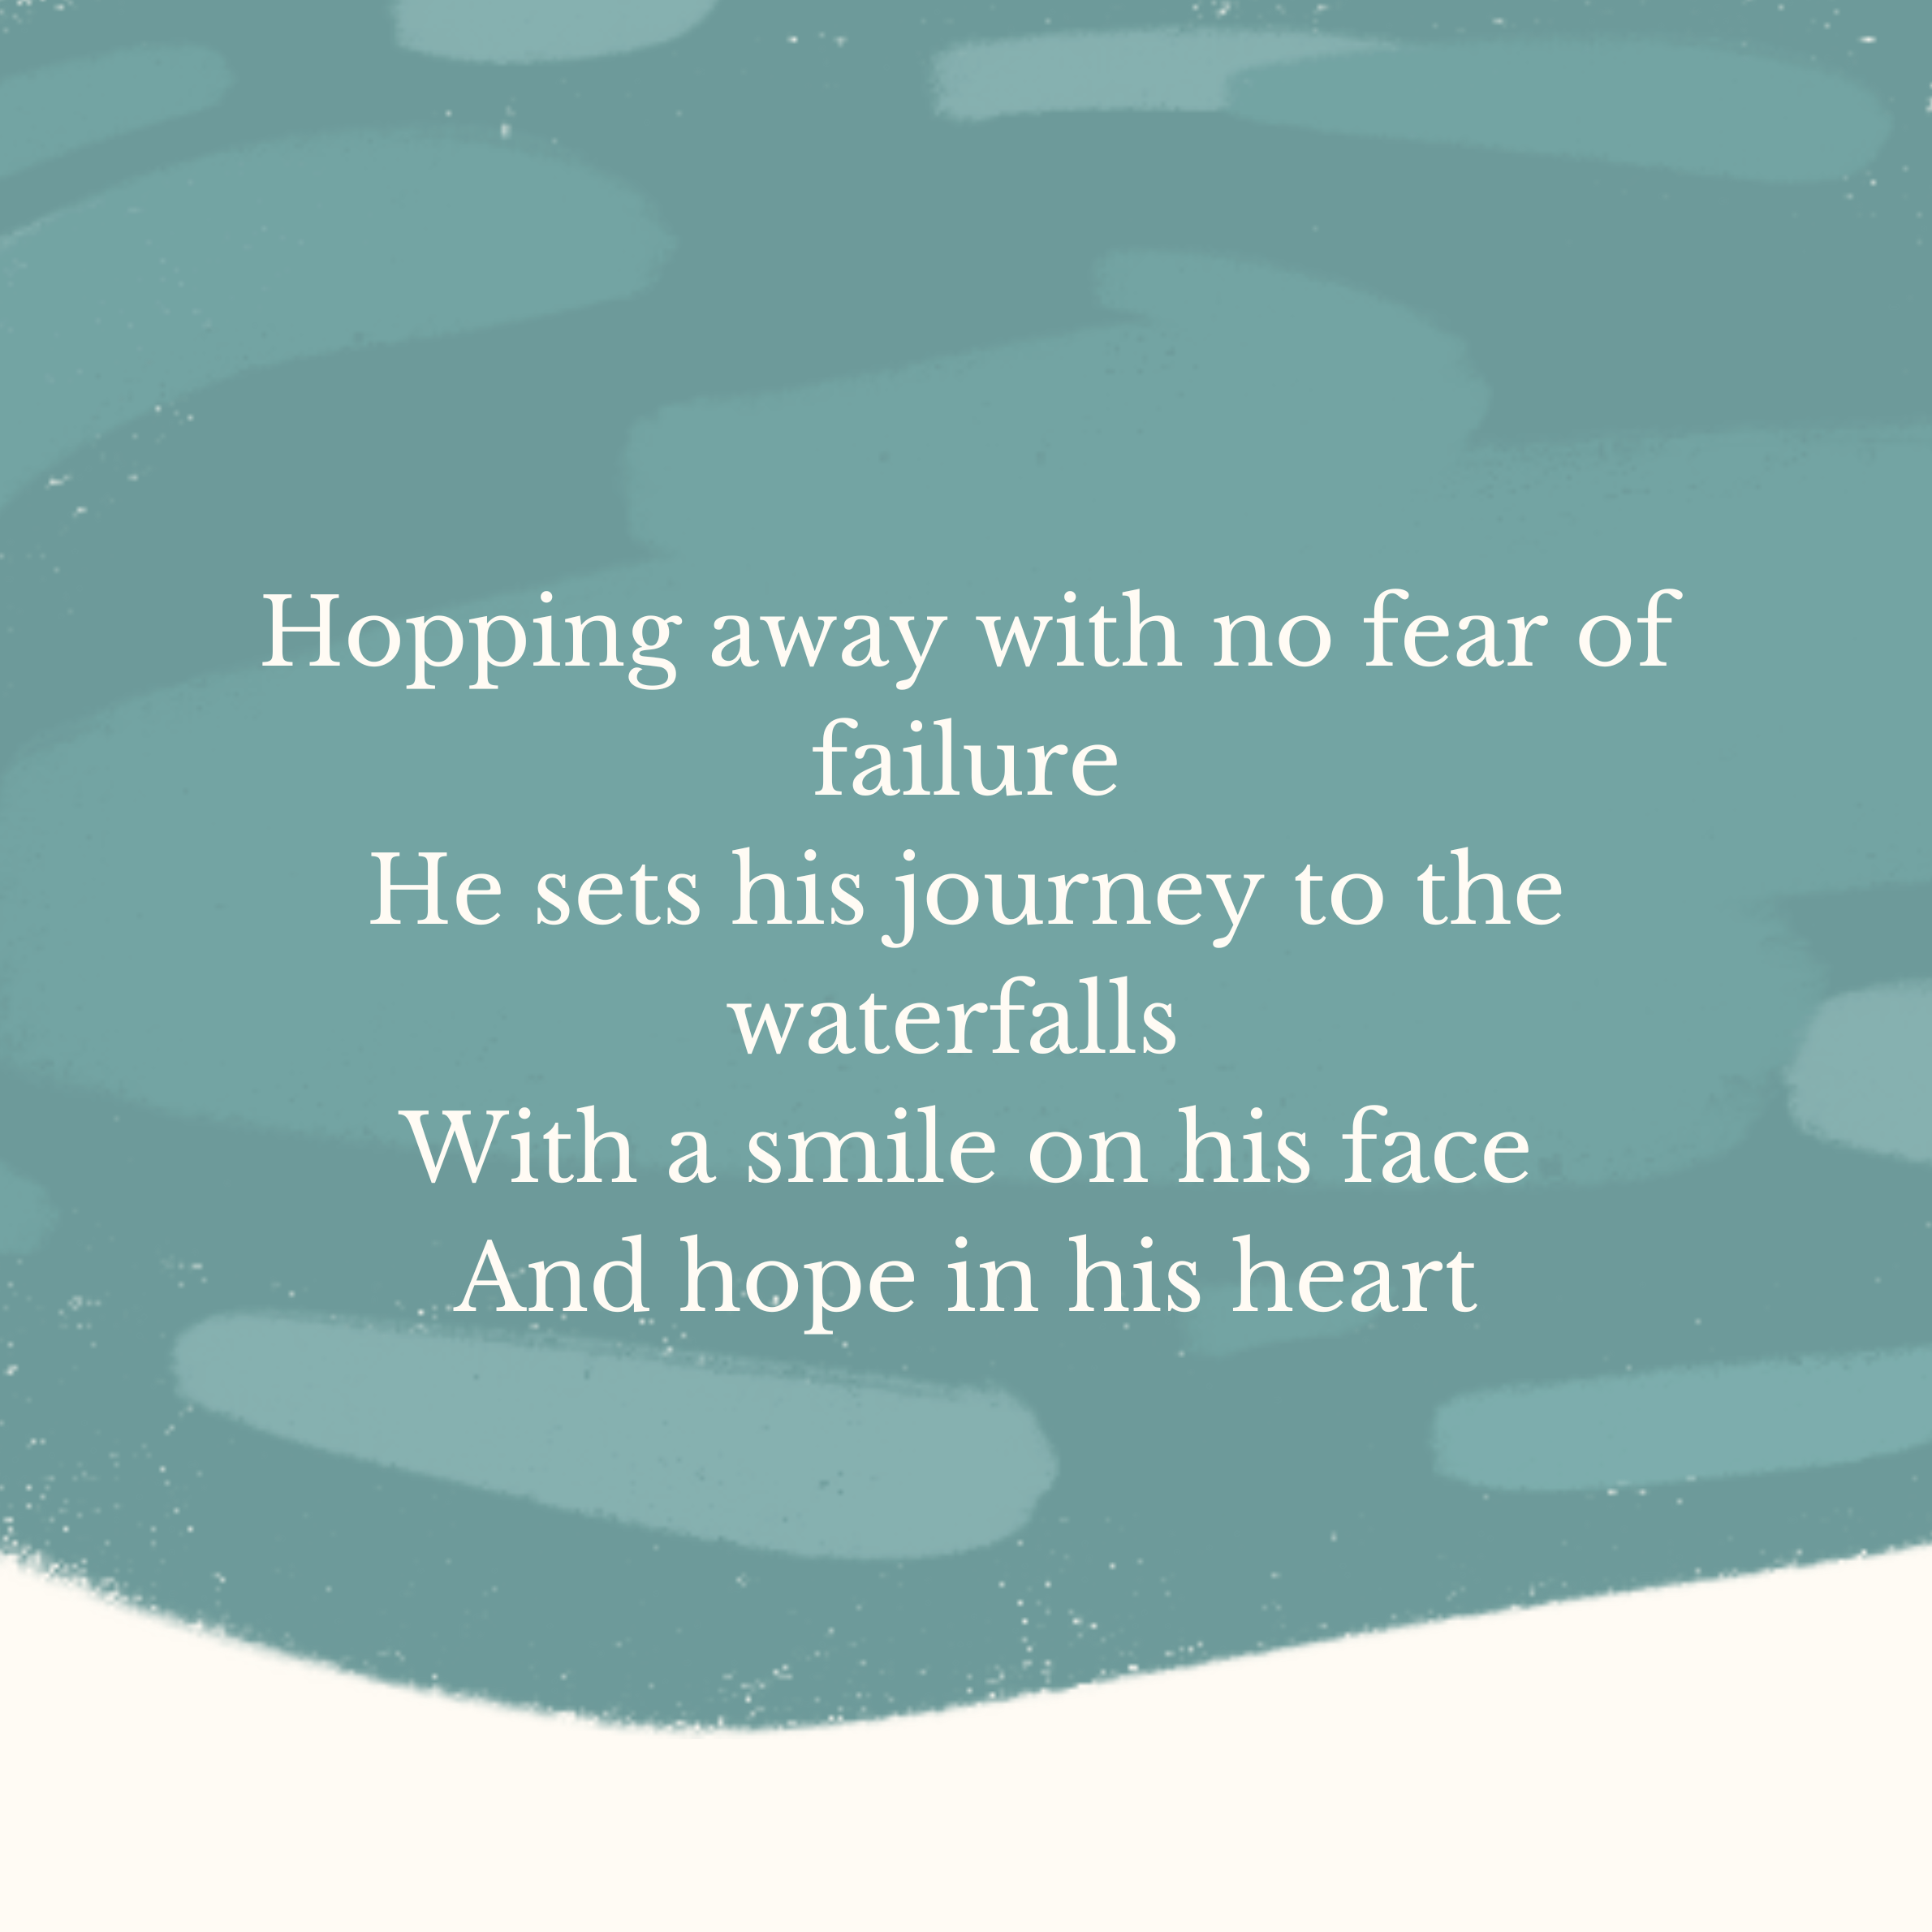 Hopping away with no fear of
failure
He sets his journey to the
waterfalls
With a smile on his face
And hope in his heart